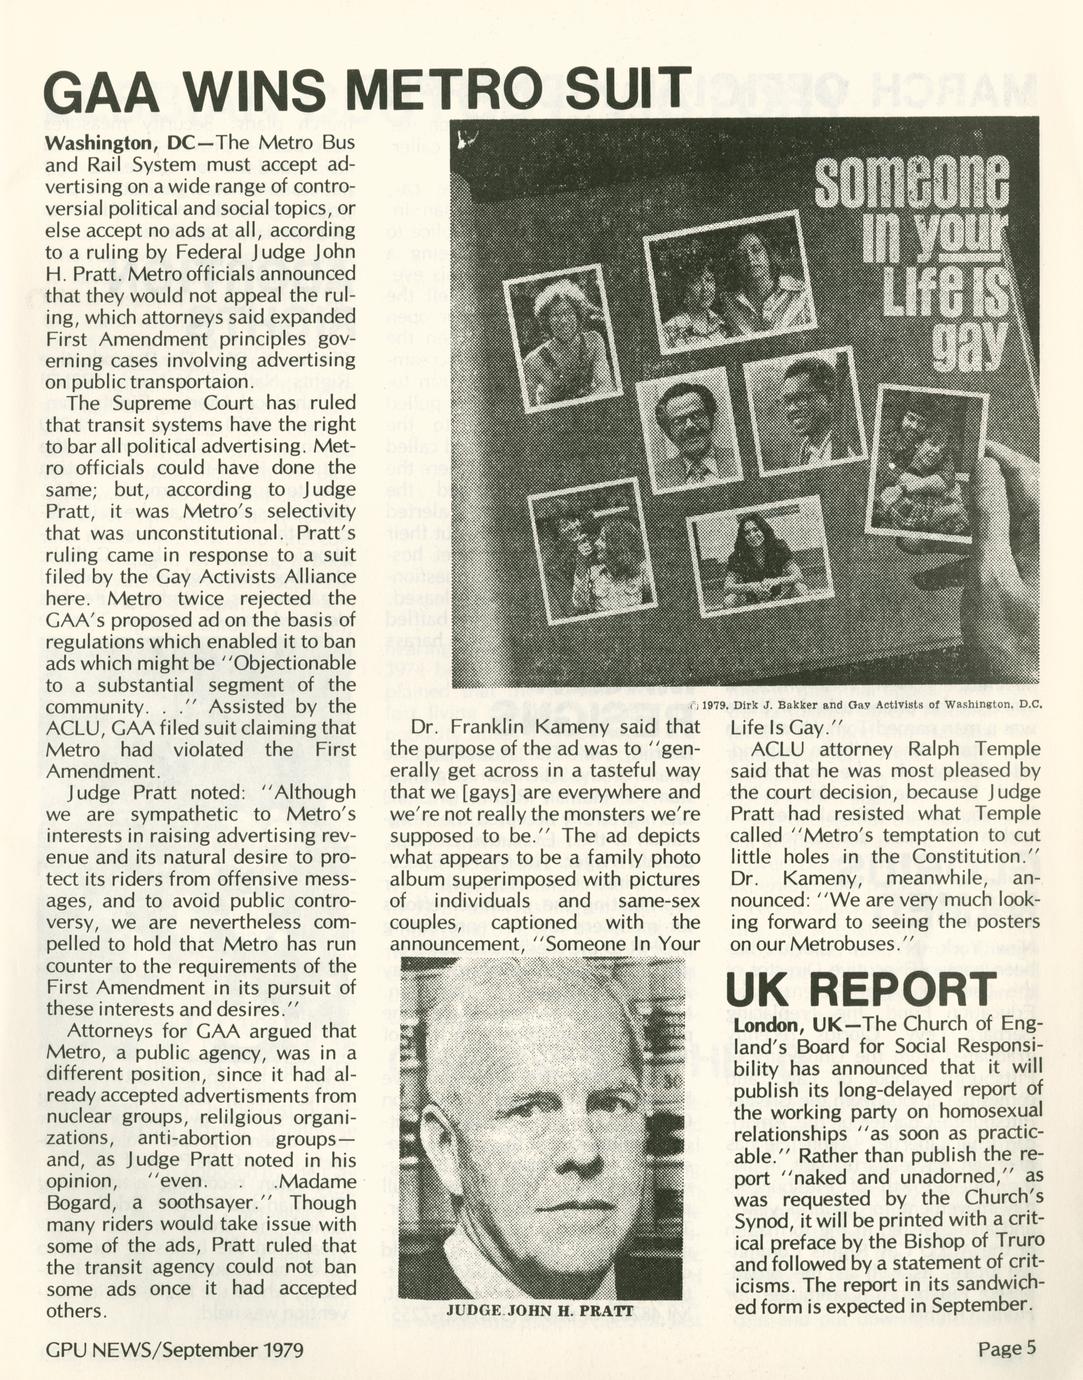 GAA WINS METRO SUIT
Washington, DC—The Metro Bus
and Rail System must accept ad-
vertising on a wide range of contro-
versial political and social topics, or
else accept no ads at all, according
to a ruling by Federal Judge John
H. Pratt. Metro officials announced
that they would not appeal the rul-
ing, which attorneys said expanded
First Amendment principles gov-
erning cases involving advertising
on public transportaion.
The Supreme Court has ruled
that transit systems have the right
to bar all political advertising. Met-
ro officials could have done the
same; but, according to Judge
Pratt, it was Metro's selectivity
that was unconstitutional. Pratt's
ruling came in response to a suit
filed by the Gay Activists Alliance
here. Metro twice rejected the
GAA's proposed ad on the basis of
regulations which enabled it to ban
ads which might be "Objectionable
to a substantial segment of the
community. . ." Assisted by the
ACLU, GAA filed suit claiming that
Metro had violated the First
Amendment.
Judge Pratt noted: "Although
we are sympathetic to Metro's
interests in raising advertising rev-
enue and its natural desire to pro-
tect its riders from offensive mess-
ages, and to avoid public contro-
versy, we are nevertheless com-
pelled to hold that Metro has run
counter to the requirements of the
First Amendment in its pursuit of
these interests and desires."
Attorneys for GAA argued that
Metro, a public agency, was in a
different position, since it had al-
ready accepted advertisments from
nuclear groups, relilgious organi-
zations, anti-abortion groups—
and, as Judge Pratt noted in his
opinion, "even. . .Madame
Bogard, a soothsayer." Though
many riders would take issue with
some of the ads, Pratt ruled that
the transit agency could not ban
some ads once it had accepted
others.
someone
in your
Life is
gay
© 1979, Dirk J. Bakker and Gay Activists of Washington, D.C.
Dr. Franklin Kameny said that
the purpose of the ad was to "gen-
erally get across in a tasteful way
that we [gays] are everywhere and
we're not really the monsters we're
supposed to be." The ad depicts
what appears to be a family photo
album superimposed with pictures
of individuals and same-sex
couples, captioned with the
announcement, "Someone In Your
JUDGE JOHN H. PRATT
Life Is Gay."
ACLU attorney Ralph Temple
said that he was most pleased by
the court decision, because Judge
Pratt had resisted what Temple
called "Metro's temptation to cut
little holes in the Constitution."
Dr. Kameny, meanwhile, an-
nounced: "We are very much look-
ing forward to seeing the posters
on our Metrobuses."
UK REPORT
London, UK—The Church of Eng-
land's Board for Social Responsi-
bility has announced that it will
publish its long-delayed report of
the working party on homosexual
relationships "as soon as practic-
able." Rather than publish the re-
port "naked and unadorned," as
was requested by the Church's
Synod, it will be printed with a crit-
ical preface by the Bishop of Truro
and followed by a statement of crit-
icisms. The report in its sandwich-
ed form is expected in September.
GPU NEWS/September 1979
Page 5